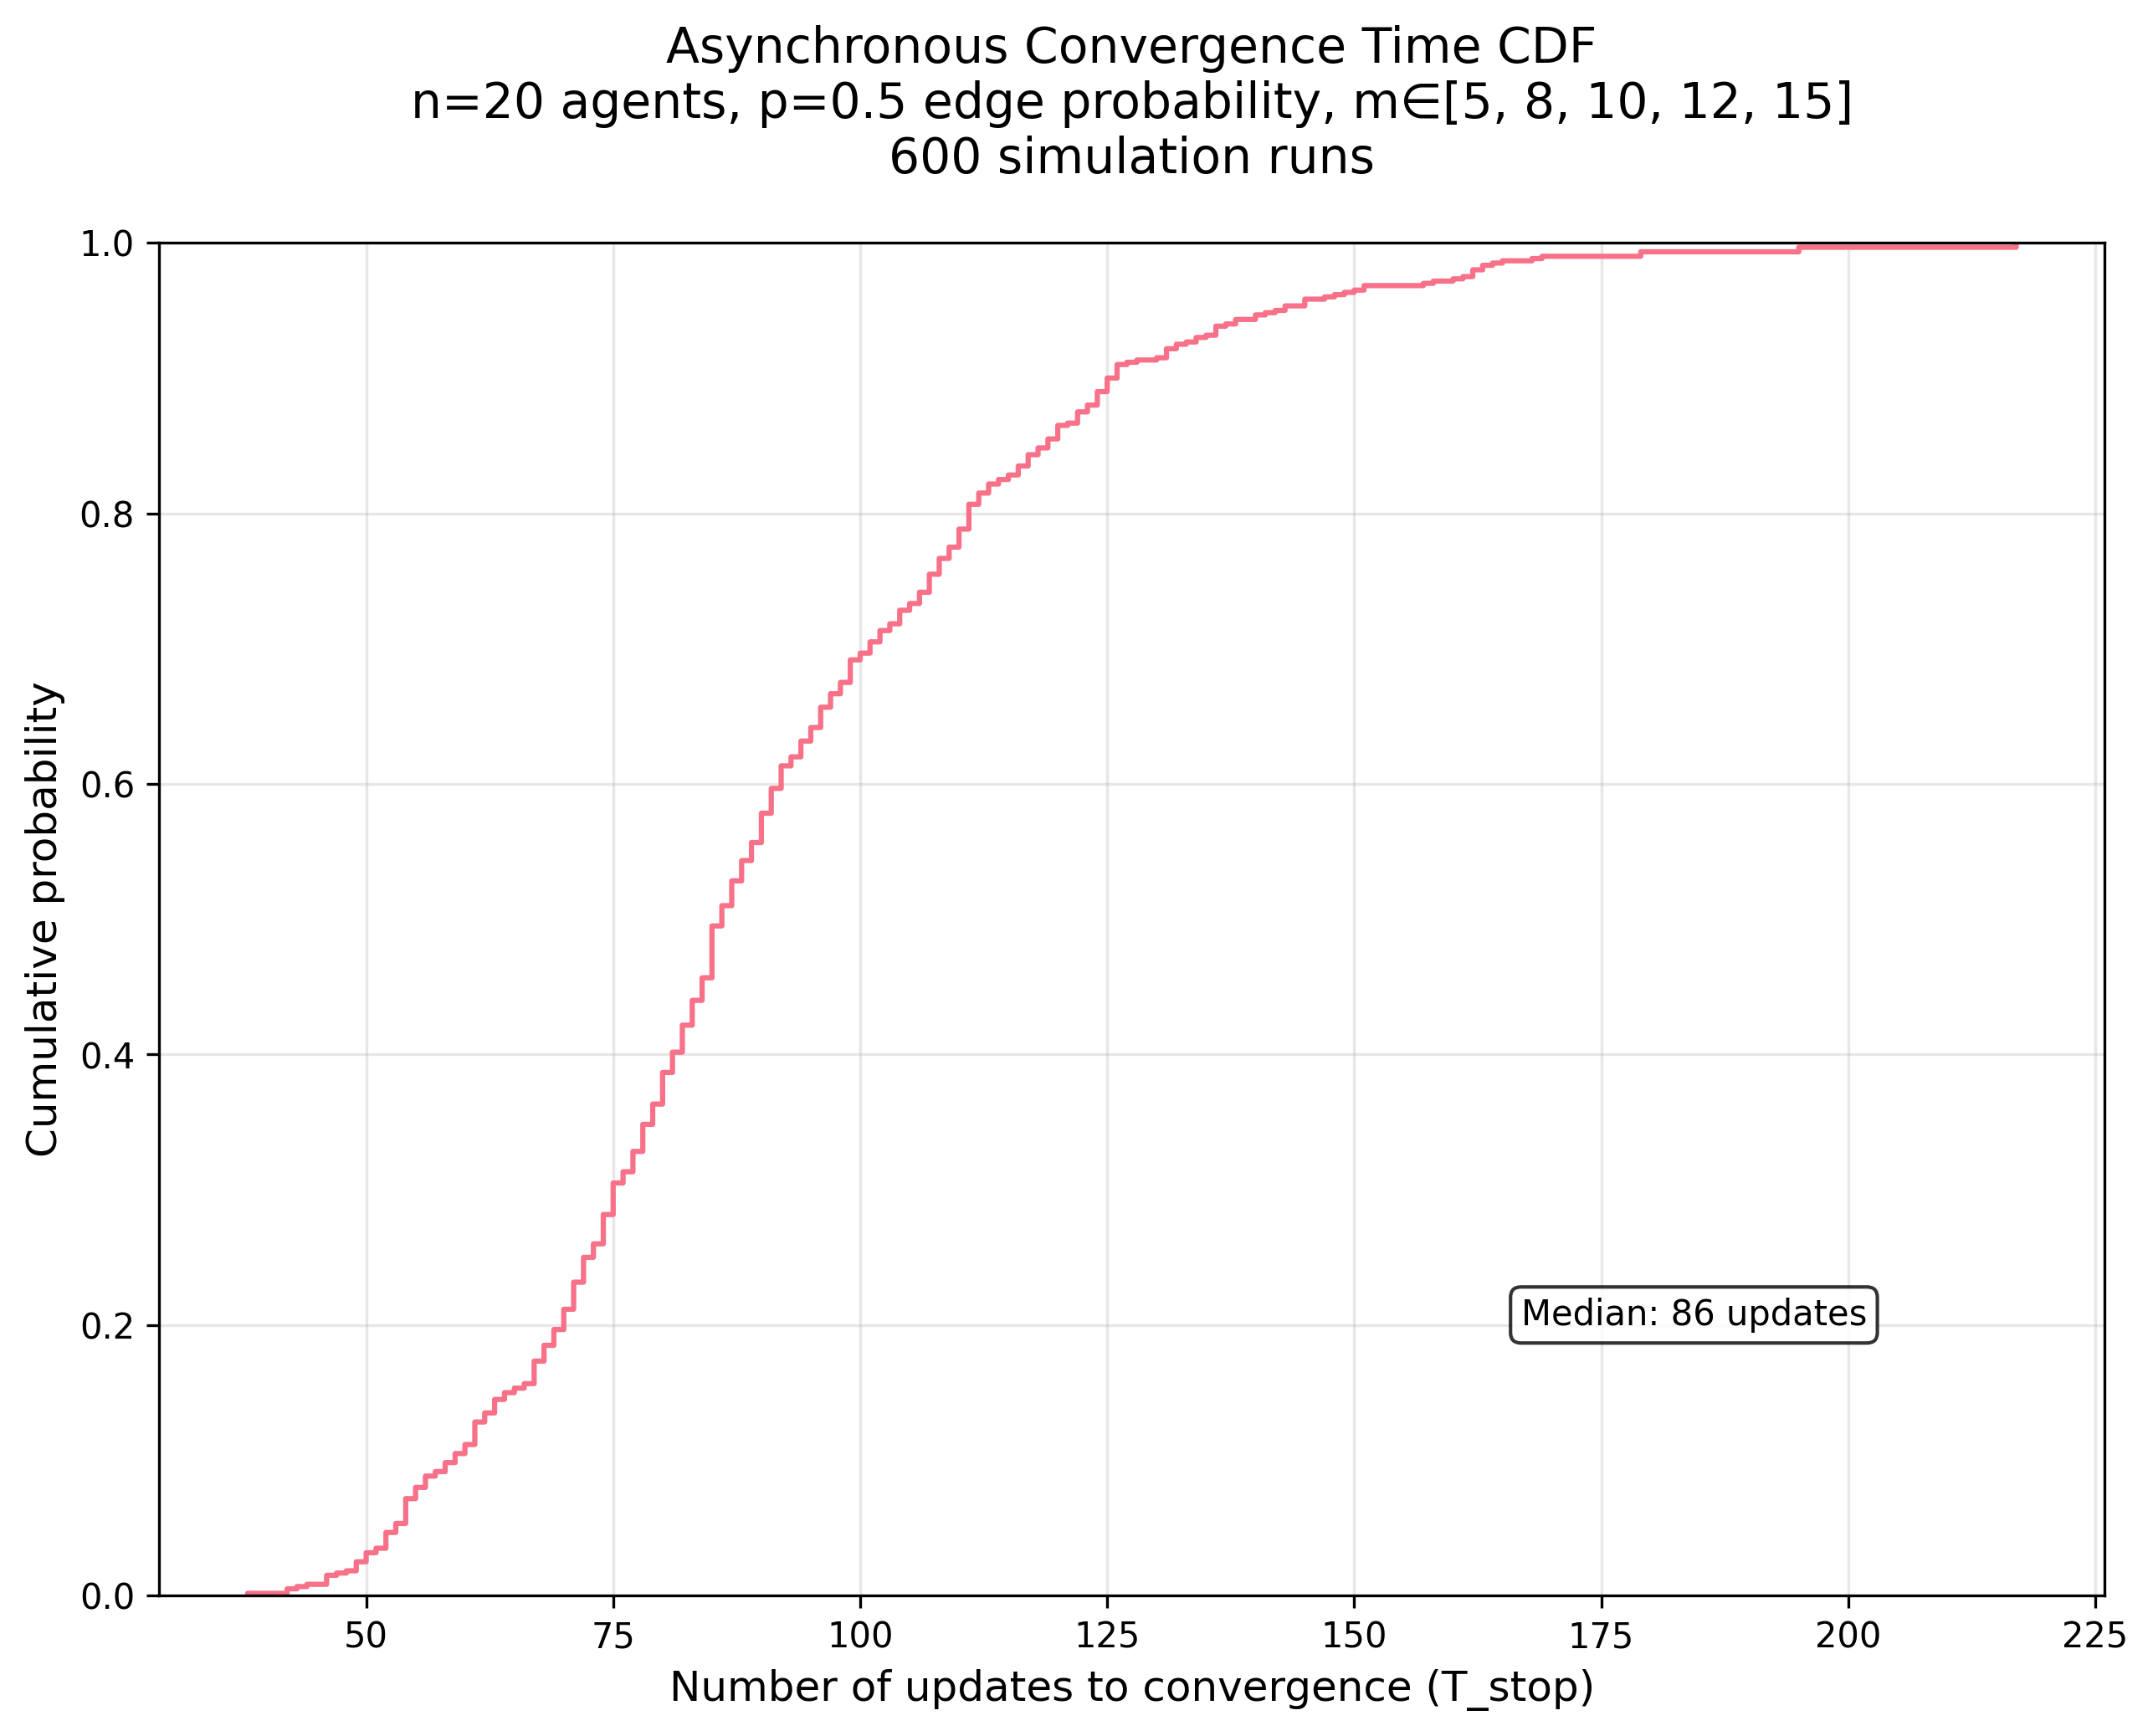 Asynchronous Convergence Time CDF
n=20 agents, p=0.5 edge probability, m∈[5, 8, 10, 12, 15]
600 simulation runs
Cumulative probability
1.0
0.8
0.6
0.4
0.2
0.0
Median: 86 updates
50 75 100 125 150 175 200 225
Number of updates to convergence (T_stop)